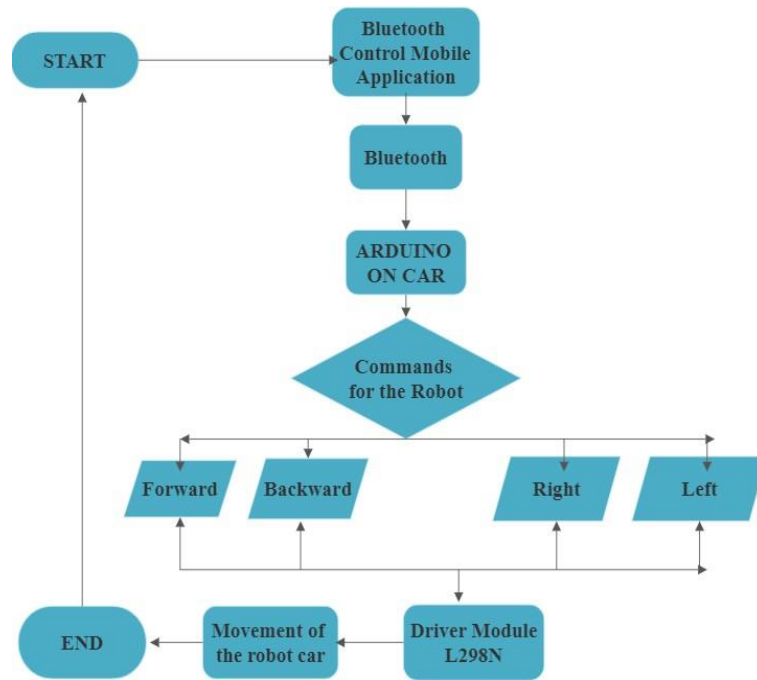 START
Bluetooth
Control Mobile
Application
Bluetooth
ARDUINO
ON CAR
Commands
for the Robot
Forward
Backward
Right
Left
Driver Module
L298N
Movement of
the robot car
END